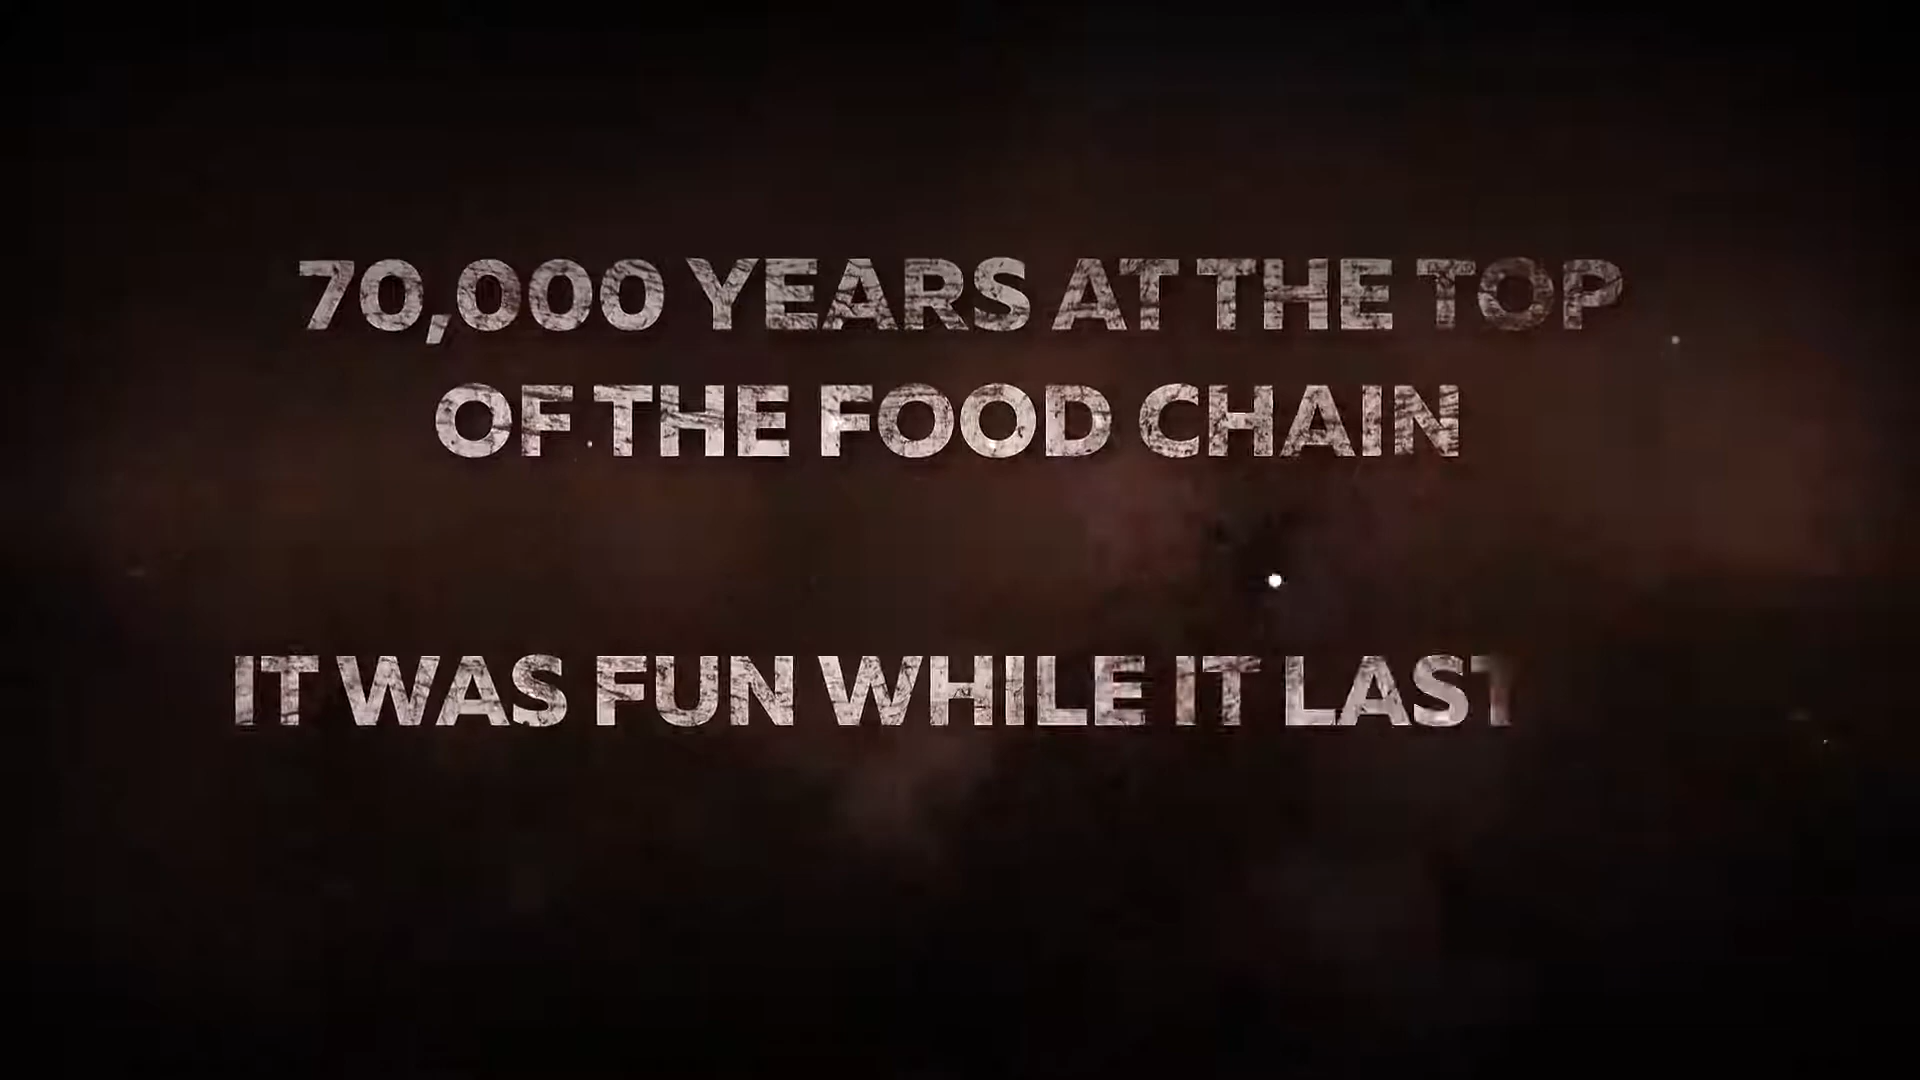 70,000 YEARS AT THE TOP
OF THE FOOD CHAIN
IT WAS FUN WHILE IT LAST